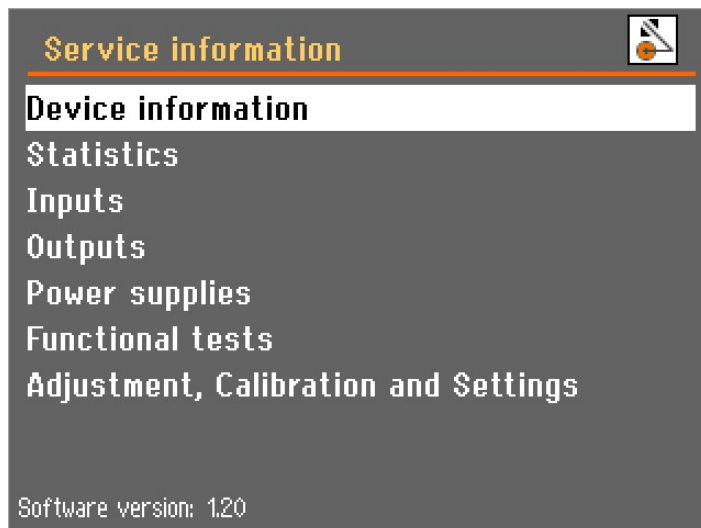 Service information
Device information
Statistics
Inputs
Outputs
Power supplies
Functional tests
Adjustment, Calibration and Settings
Software version: 1.20